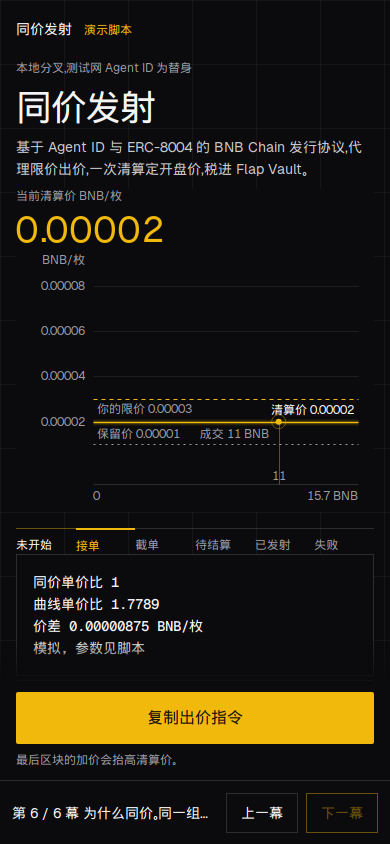 同价发射 演示脚本
本地分叉,测试网 Agent ID 为替身
同价发射
基于 Agent ID 与 ERC-8004 的 BNB Chain 发行协议,代
理限价出价,一次清算定开盘价,税进 Flap Vault。
当前清算价 BNB/枚
0.00002
BNB/枚
0.00008
0.00006
0.00004
你的限价 0.00003 清算价 0.00002
0.00002
保留价 0.00001 成交 11 BNB
11
0 15.7 BNB
未开始 接单 截单 待结算 已发射 失败
同价单价比 1
曲线单价比 1.7789
价差 0.00000875 BNB/枚
模拟，参数见脚本
复制出价指令
最后区块的加价会抬高清算价。
第 6 / 6 幕 为什么同价。同一组… 上一幕 下一幕